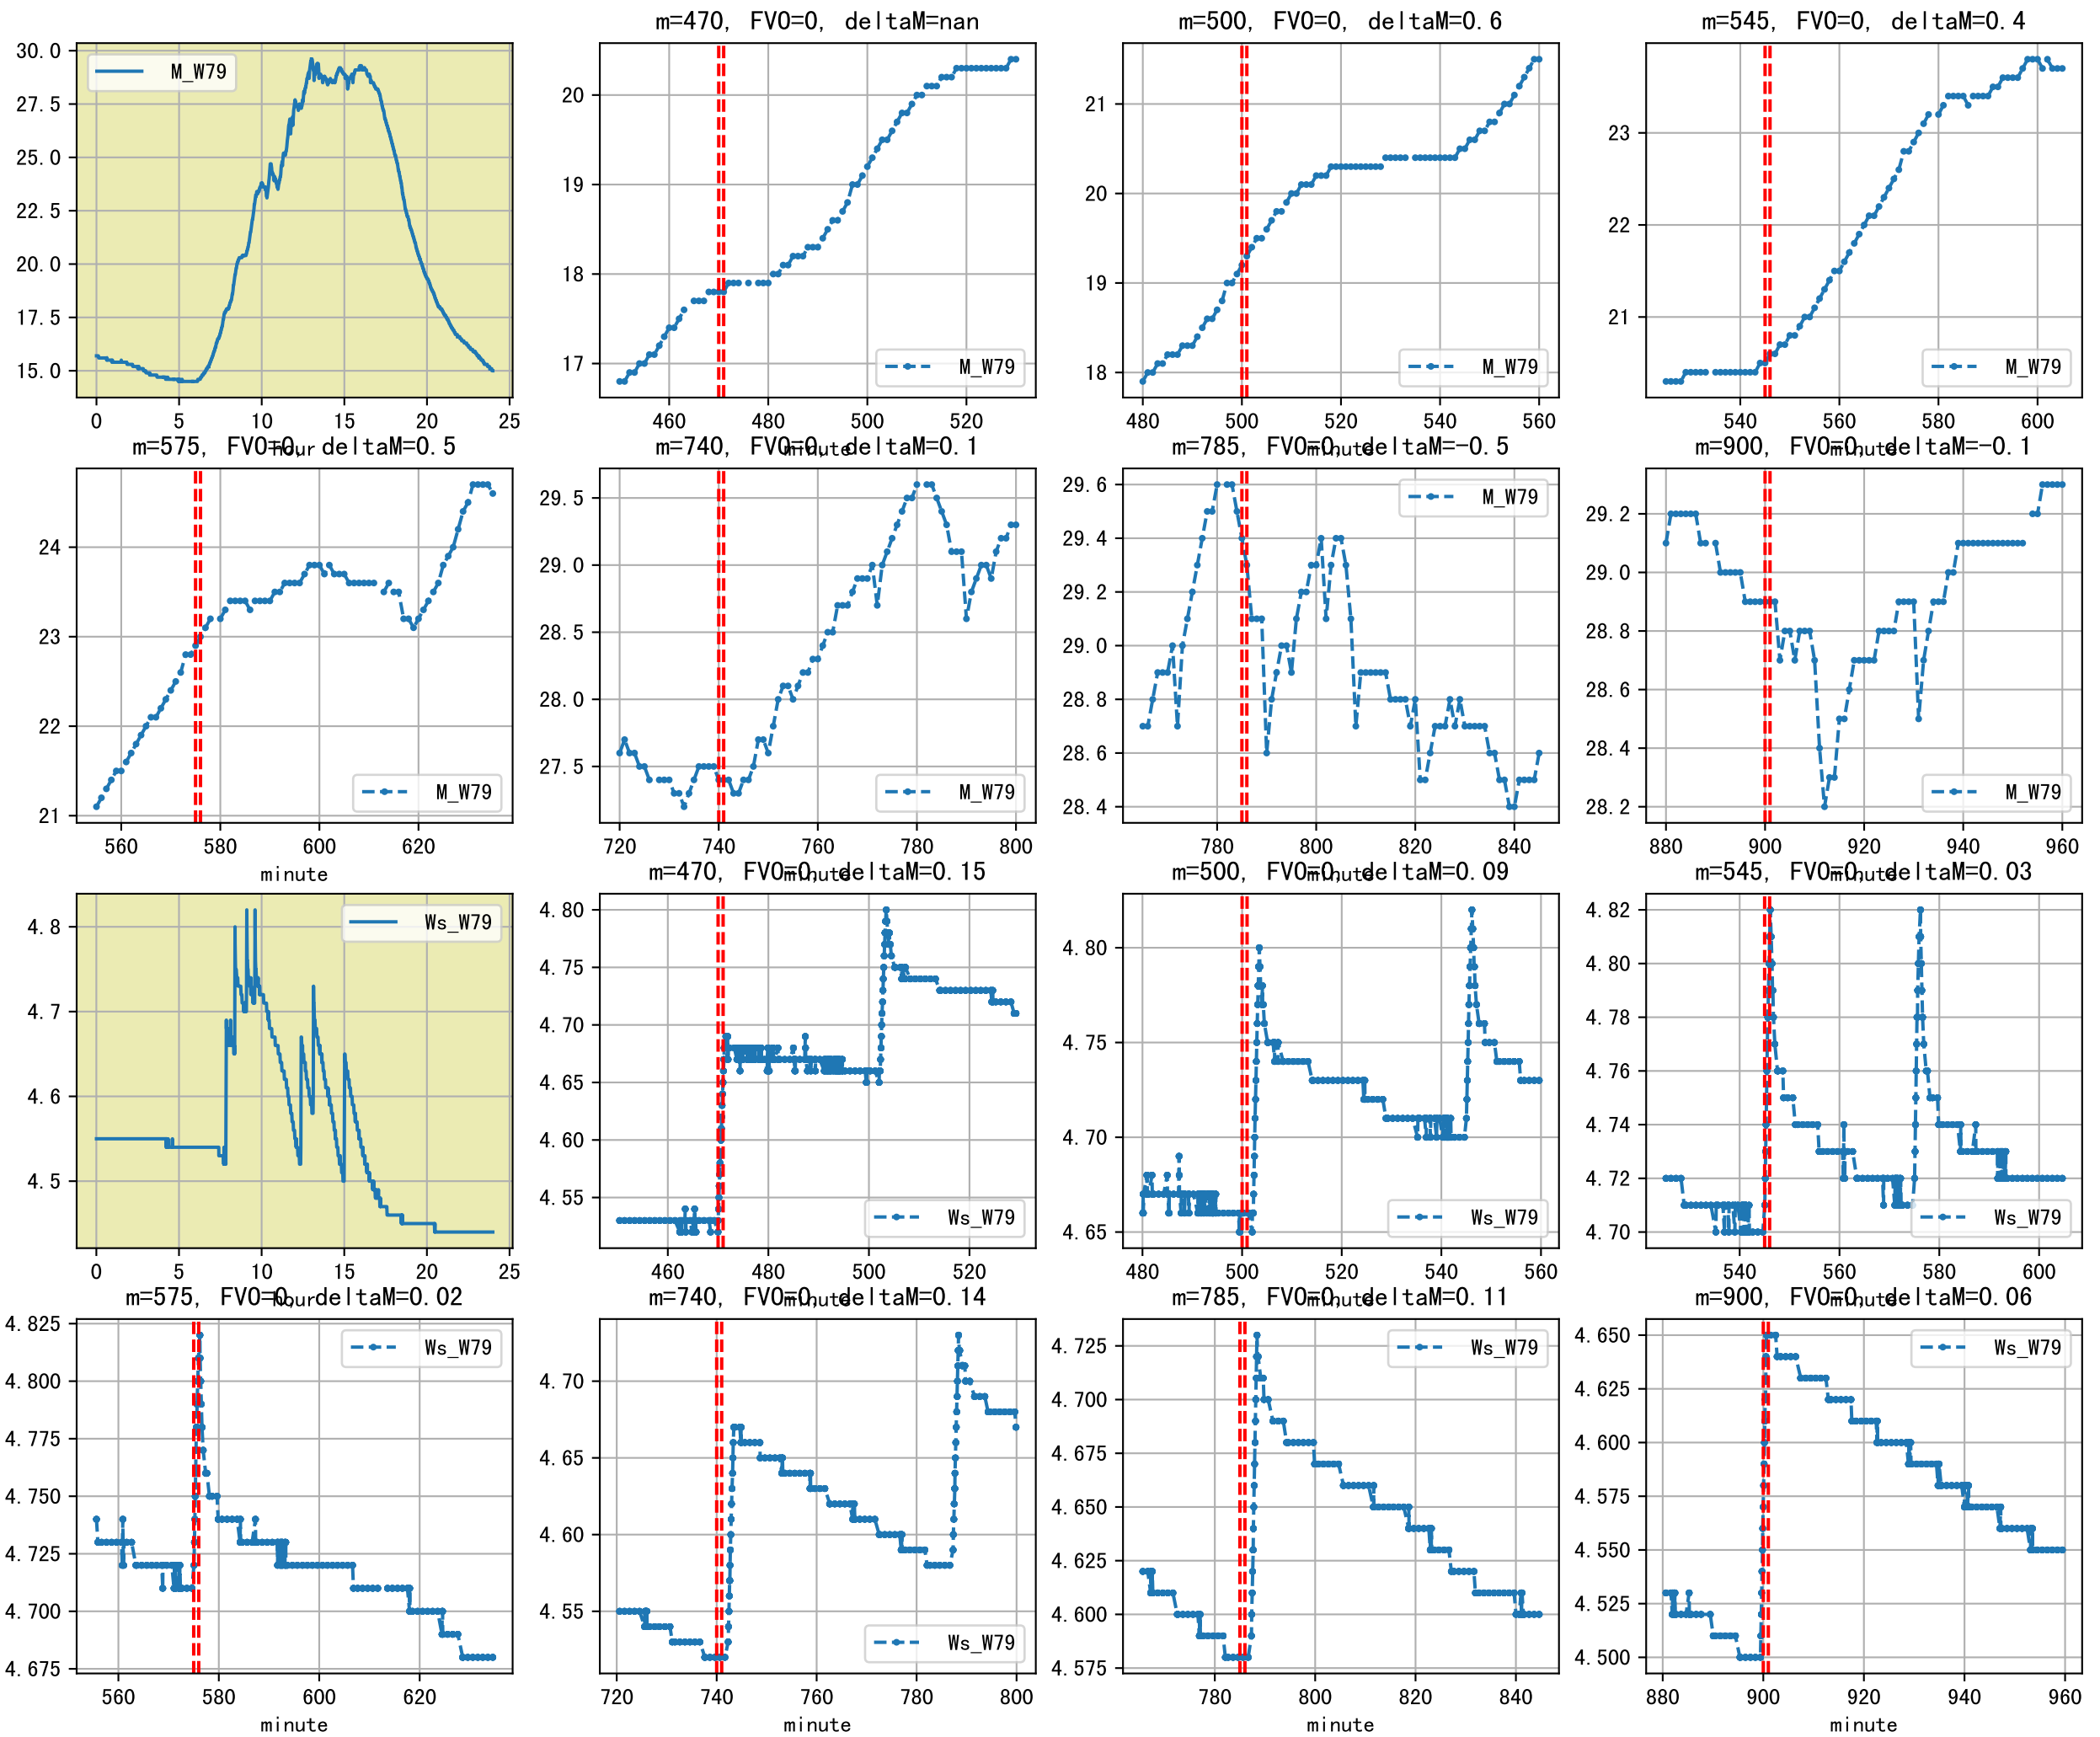 m=470, FVO=0, deltaM=nan
m=500, FVO=0, deltaM=0.6
m=545, FVO=0, deltaM=0.4
30.0
27.5
25.0
22.5
20.0
17.5
15.0
M_W79
0 5 10 15 20 25
hour
20
19
18
17
M_W79
460 480 500 520
minute
21
20
19
18
M_W79
480 500 520 540 560
minute
23
22
21
M_W79
540 560 580 600
minute
m=575, FVO=0, deltaM=0.5
m=740, FVO=0, deltaM=0.1
m=785, FVO=0, deltaM=-0.5
m=900, FVO=0, deltaM=-0.1
24
23
22
21
M_W79
560 580 600 620
minute
29.5
29.0
28.5
28.0
27.5
M_W79
720 740 760 780 800
minute
29.6
29.4
29.2
29.0
28.8
28.6
28.4
M_W79
780 800 820 840
minute
29.2
29.0
28.8
28.6
28.4
28.2
M_W79
880 900 920 940 960
minute
m=470, FVO=0, deltaM=0.15
m=500, FVO=0, deltaM=0.09
m=545, FVO=0, deltaM=0.03
4.8
4.7
4.6
4.5
Ws_W79
0 5 10 15 20 25
hour
4.80
4.75
4.70
4.65
4.60
4.55
Ws_W79
460 480 500 520
minute
4.80
4.75
4.70
4.65
Ws_W79
480 500 520 540 560
minute
4.82
4.80
4.78
4.76
4.74
4.72
4.70
Ws_W79
540 560 580 600
minute
m=575, FVO=0, deltaM=0.02
m=740, FVO=0, deltaM=0.14
m=785, FVO=0, deltaM=0.11
m=900, FVO=0, deltaM=0.06
4.825
4.800
4.775
4.750
4.725
4.700
4.675
Ws_W79
560 580 600 620
minute
4.70
4.65
4.60
4.55
Ws_W79
720 740 760 780 800
minute
4.725
4.700
4.675
4.650
4.625
4.600
4.575
Ws_W79
780 800 820 840
minute
4.650
4.625
4.600
4.575
4.550
4.525
4.500
Ws_W79
880 900 920 940 960
minute